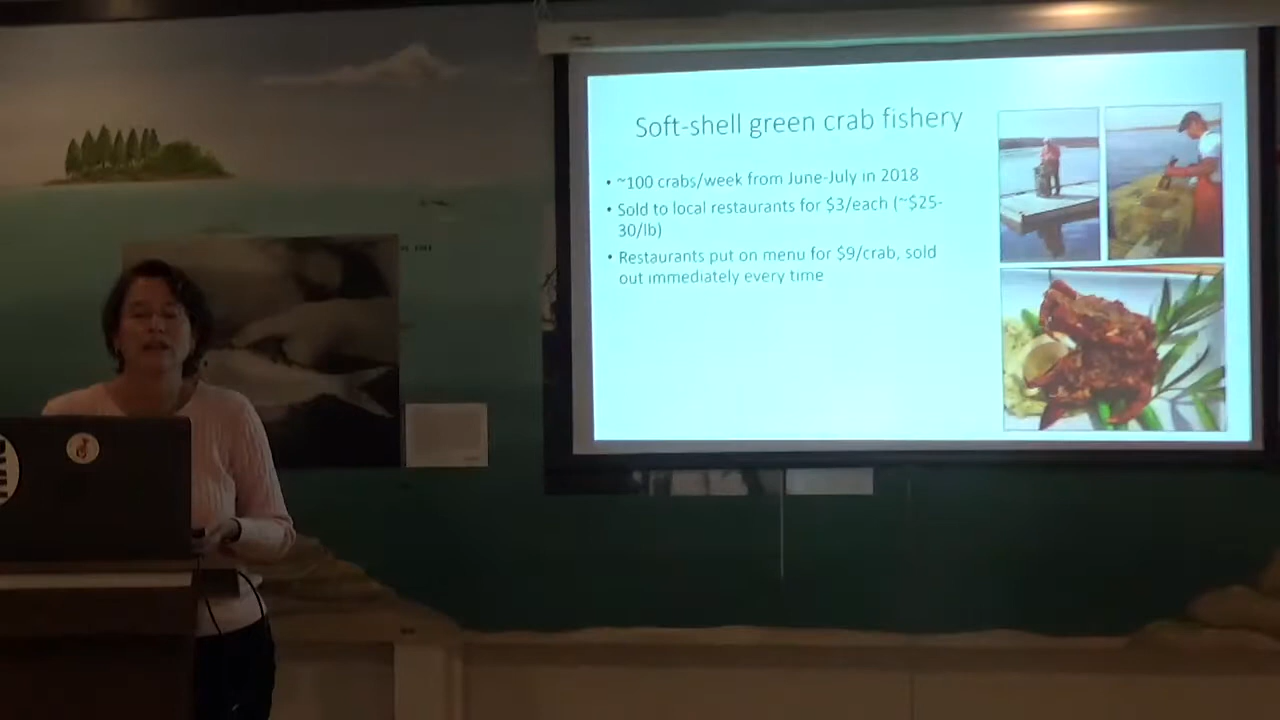 Soft-shell green crab fishery
• ~100 crabs/week from June-July in 2018
• Sold to local restaurants for $3/each (~$25-
30/lb)
• Restaurants put on menu for $9/crab, sold
out immediately every time